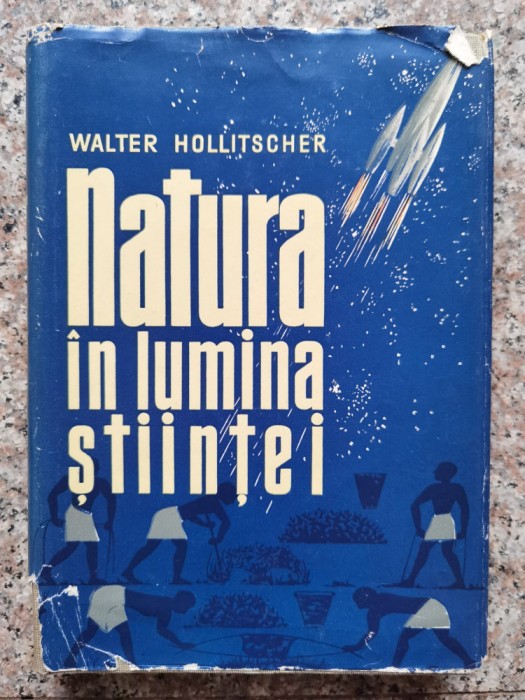 WALTER HOLLITSCHER
Natura
în lumina
științei